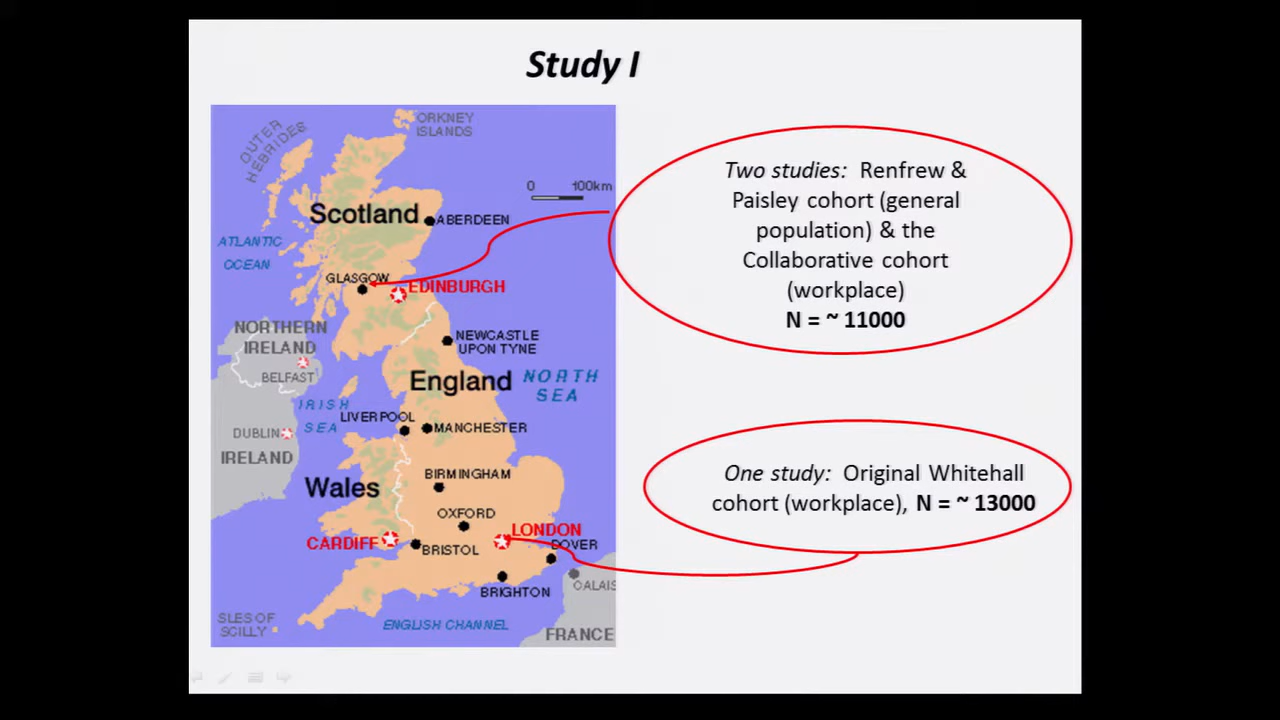 Study I
ORKNEY
ISLANDS
OUTER
HEBRIDES
0 100km
Scotland
ABERDEEN
ATLANTIC
OCEAN
GLASGOW
EDINBURGH
NORTHERN
IRELAND
BELFAST
NEWCASTLE
UPON TYNE
England
NORTH
SEA
IRISH
SEA
LIVERPOOL
MANCHESTER
DUBLIN
IRELAND
BIRMINGHAM
Wales
OXFORD
LONDON
CARDIFF
BRISTOL
DOVER
CALAIS
BRIGHTON
SLES OF
SCILLY
ENGLISH CHANNEL
FRANCE
Two studies: Renfrew &
Paisley cohort (general
population) & the
Collaborative cohort
(workplace)
N = ~ 11000
One study: Original Whitehall
cohort (workplace), N = ~ 13000